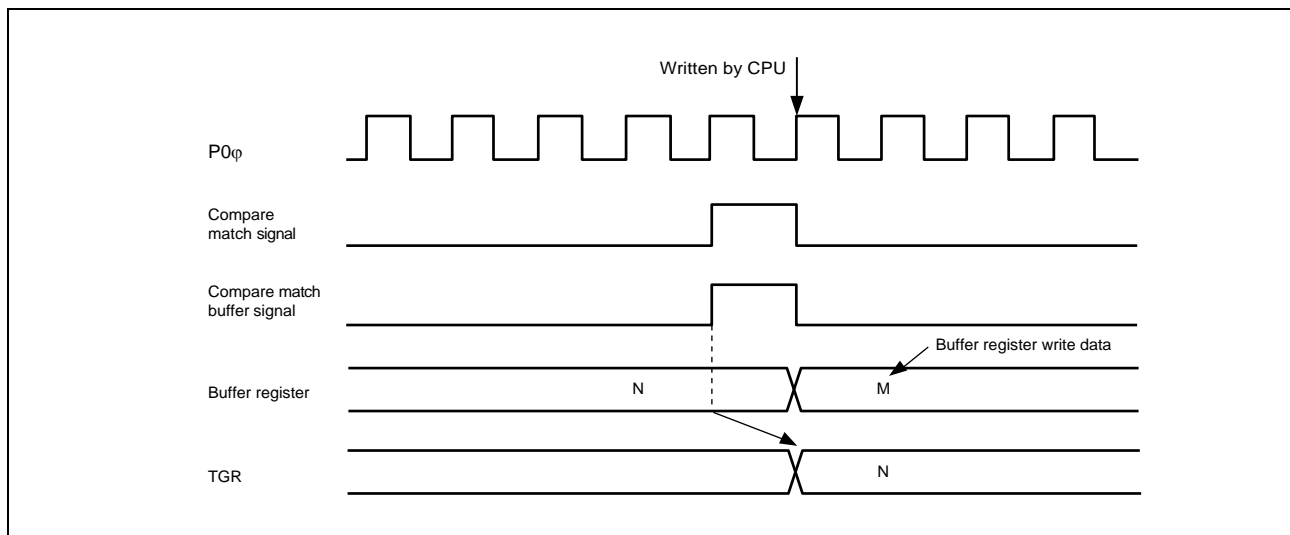 Written by CPU
P0φ
Compare
match signal
Compare match
buffer signal
Buffer register write data
Buffer register
N
M
TGR
N